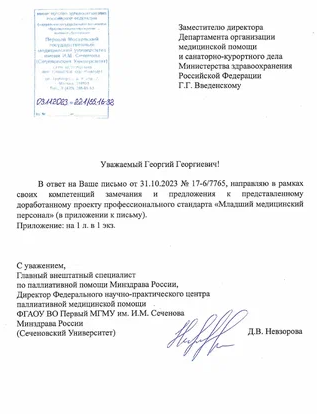 Первый Московский
государственный
медицинский университет
имени И.М. Сеченова
(Сеченовский Университет)
03.11.2023
Заместителю директора
Департамента организации
медицинской помощи
и санаторно-курортного дела
Министерства здравоохранения
Российской Федерации
Г.Г. Введенскому
Уважаемый Георгий Георгиевич!
В ответ на Ваше письмо от 31.10.2023 № 17-6/7765, направляю в рамках
своих компетенций замечания и предложения к представленному
доработанному проекту профессионального стандарта «Младший медицинский
персонал» (в приложении к письму).
Приложение: на 1 л. в 1 экз.
С уважением,
Главный внештатный специалист
по паллиативной помощи Минздрава России,
Директор Федерального научно-практического центра
паллиативной медицинской помощи
ФГАОУ ВО Первый МГМУ им. И.М. Сеченова
Минздрава России
(Сеченовский Университет)
Д.В. Невзорова